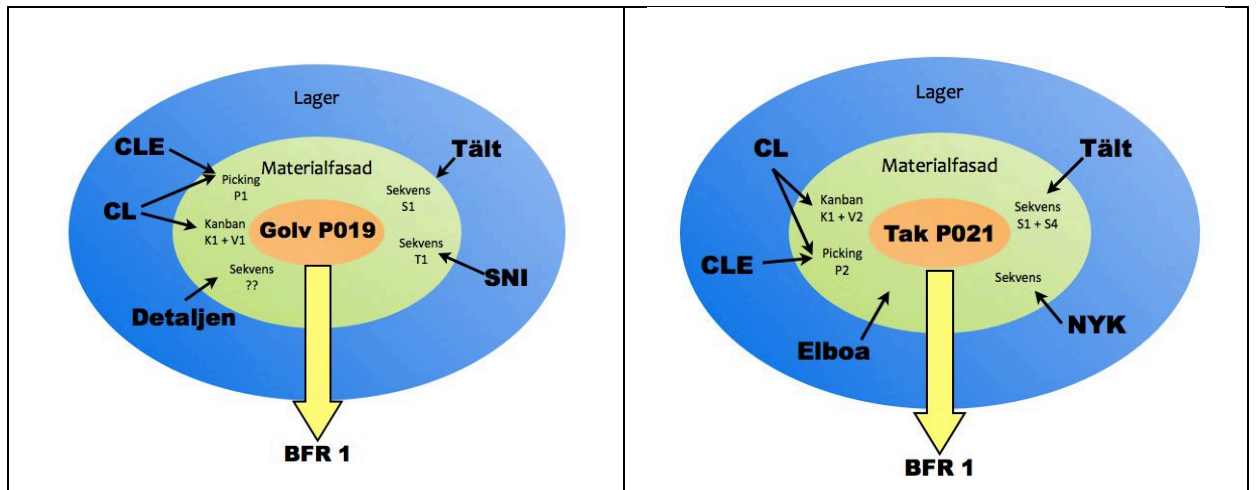 Lager
CLE
Tält
Materialfasad
Picking
P1
Sekvens
S1
CL
Kanban
K1 + V1
Golv P019
Sekvens
T1
Sekvens
??
SNI
Detaljen
BFR 1
Lager
CL
Tält
Materialfasad
Kanban
K1 + V2
Sekvens
S1 + S4
Tak P021
CLE
Picking
P2
Sekvens
NYK
Elboa
BFR 1